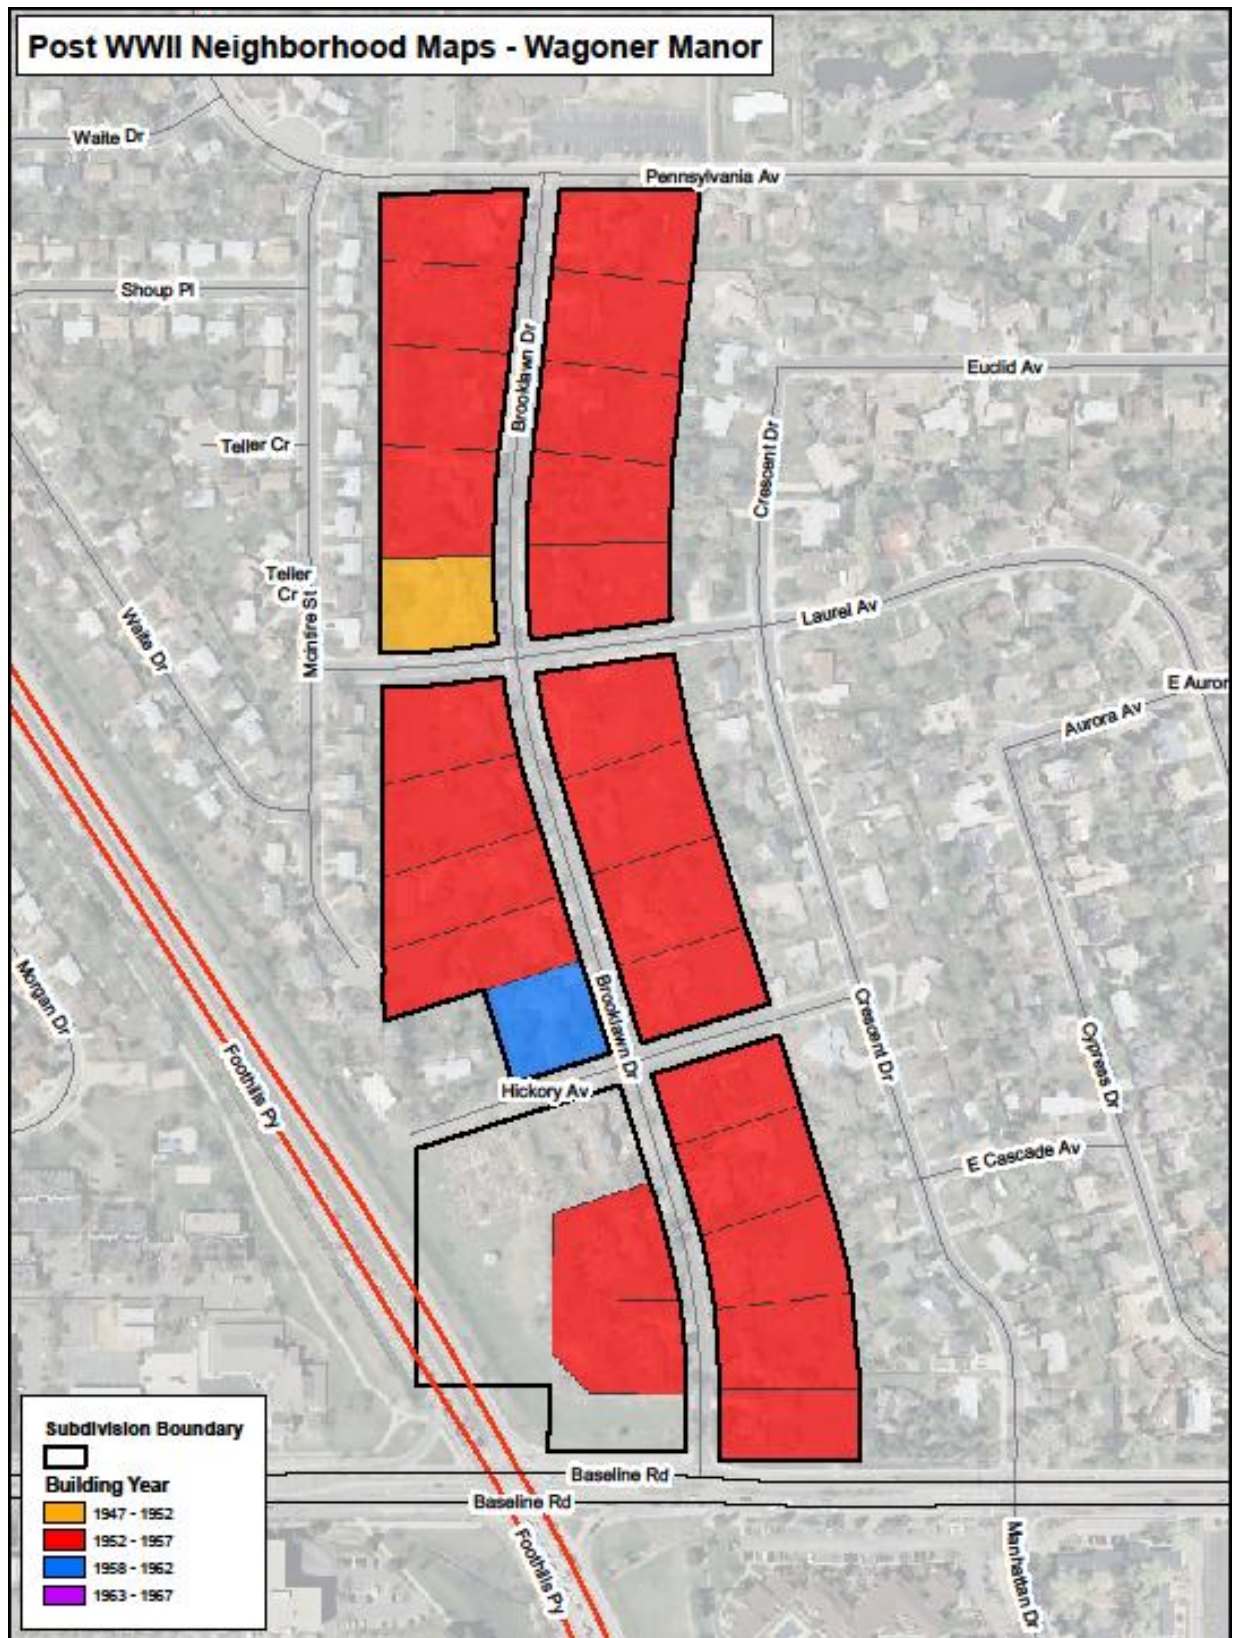 Post WWII Neighborhood Maps - Wagoner Manor
Waite Dr
Pennsylvania Av
Shoup Pl
Brooklawn Dr
Euclid Av
Crescent Dr
Teller Cr
Teller
Cr
McIntire St
Waite Dr
Laurel Av
E Auror
Aurora Av
Morgan Dr
Foothills Py
Brooklawn Dr
Crescent Dr
Cypress Dr
Hickory Av
E Cascade Av
Baseline Rd
Baseline Rd
Foothills Py
Manhattan Dr
Subdivision Boundary
Building Year
1947 - 1952
1952 - 1957
1958 - 1962
1963 - 1967